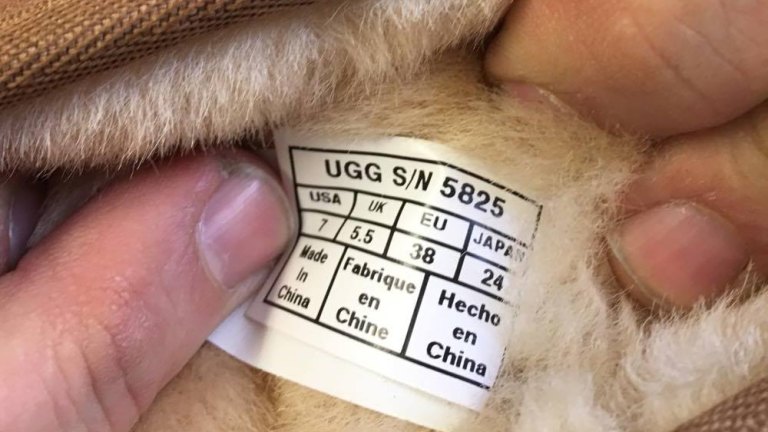 UGG S/N 5825
USA UK EU JAPAN
7 5.5 38 24
Made in China
Fabrique en Chine
Hecho en China